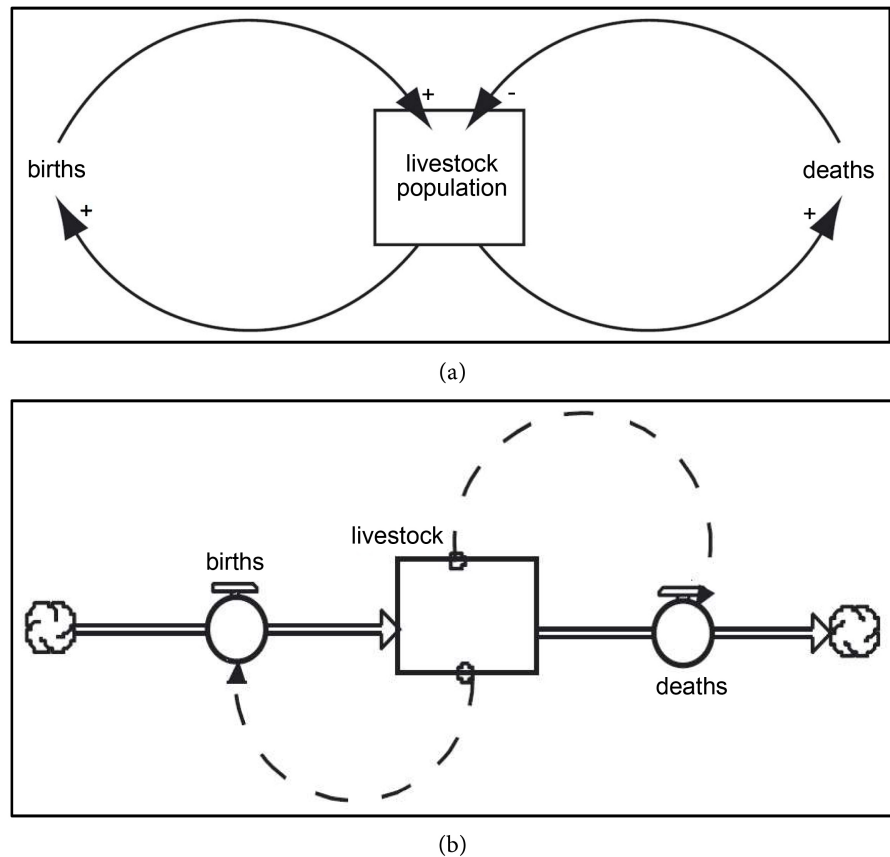 +
-
births
livestock
population
deaths
+
+
(a)
livestock
births
deaths
(b)